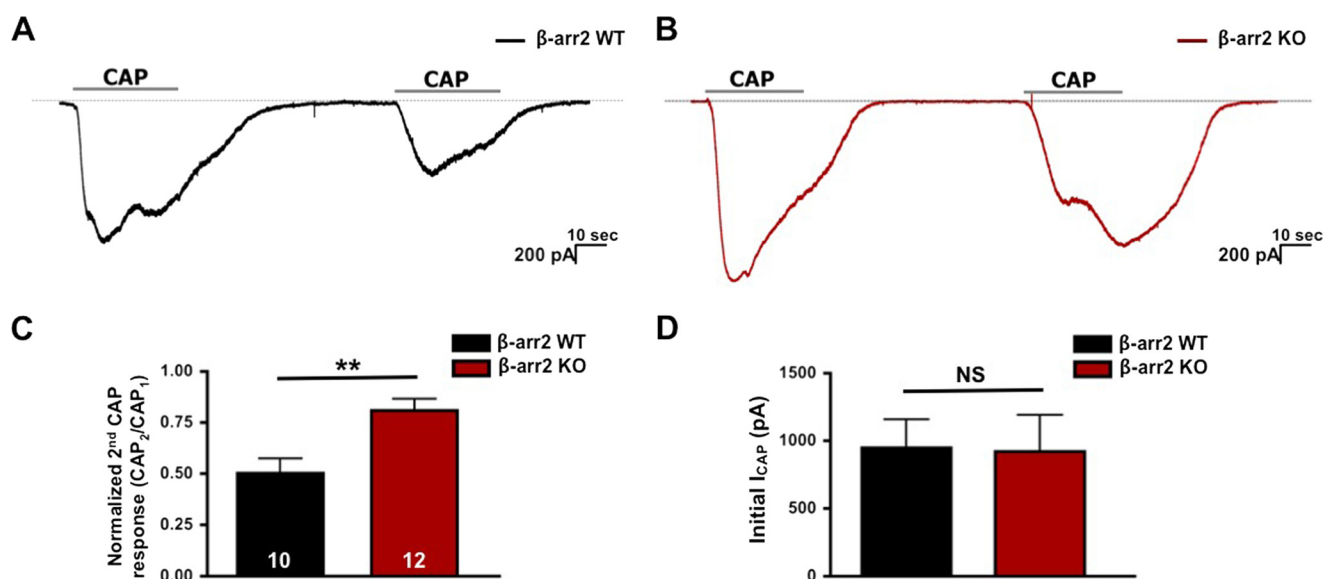 A
β-arr2 WT
CAP
CAP
10 sec
200 pA
B
β-arr2 KO
CAP
CAP
10 sec
200 pA
C
β-arr2 WT
β-arr2 KO
Normalized 2nd CAP
response (CAP2/CAP1)
1.00
0.75
0.50
0.25
0.00
**
10
12
D
β-arr2 WT
β-arr2 KO
Initial ICAP (pA)
1500
1000
500
0
NS